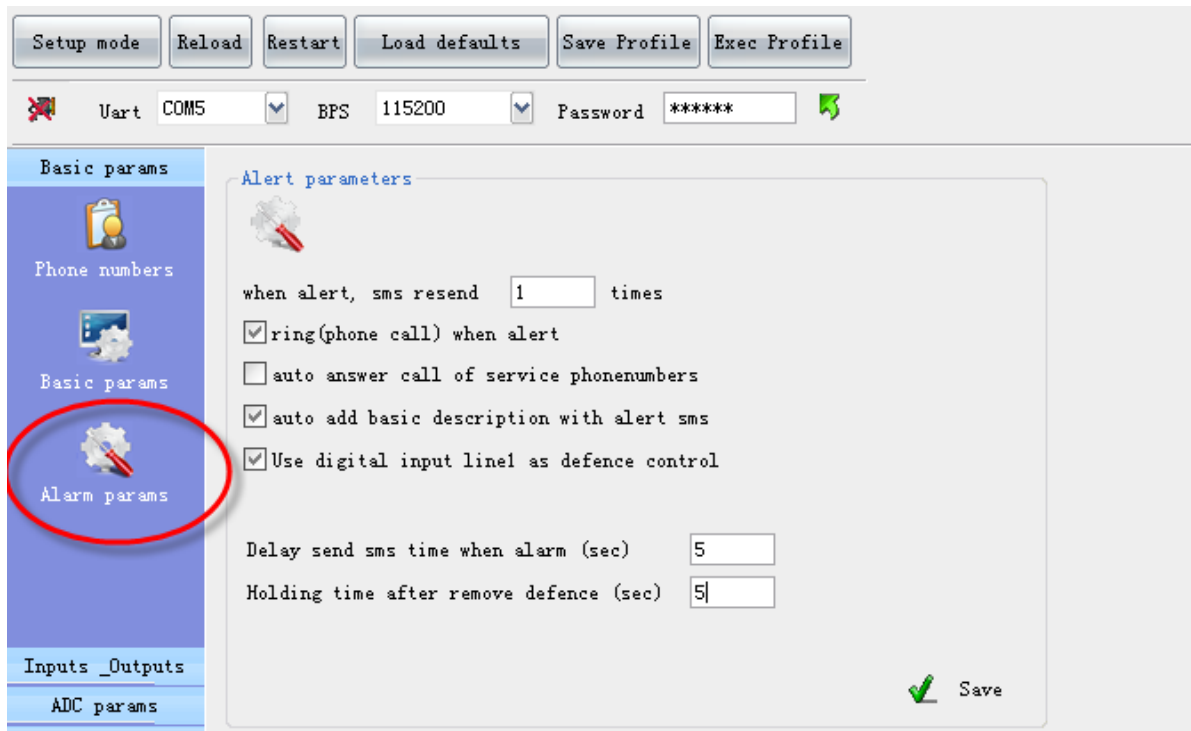 Setup mode Reload Restart Load defaults Save Profile Exec Profile
Uart COM5 BPS 115200 Password ******
Basic params
Phone numbers
Basic params
Alarm params
Inputs _Outputs
ADC params
Alert parameters
when alert, sms resend 1 times
ring(phone call) when alert
auto answer call of service phonenumbers
auto add basic description with alert sms
Use digital input line1 as defence control
Delay send sms time when alarm (sec) 5
Holding time after remove defence (sec) 5
Save